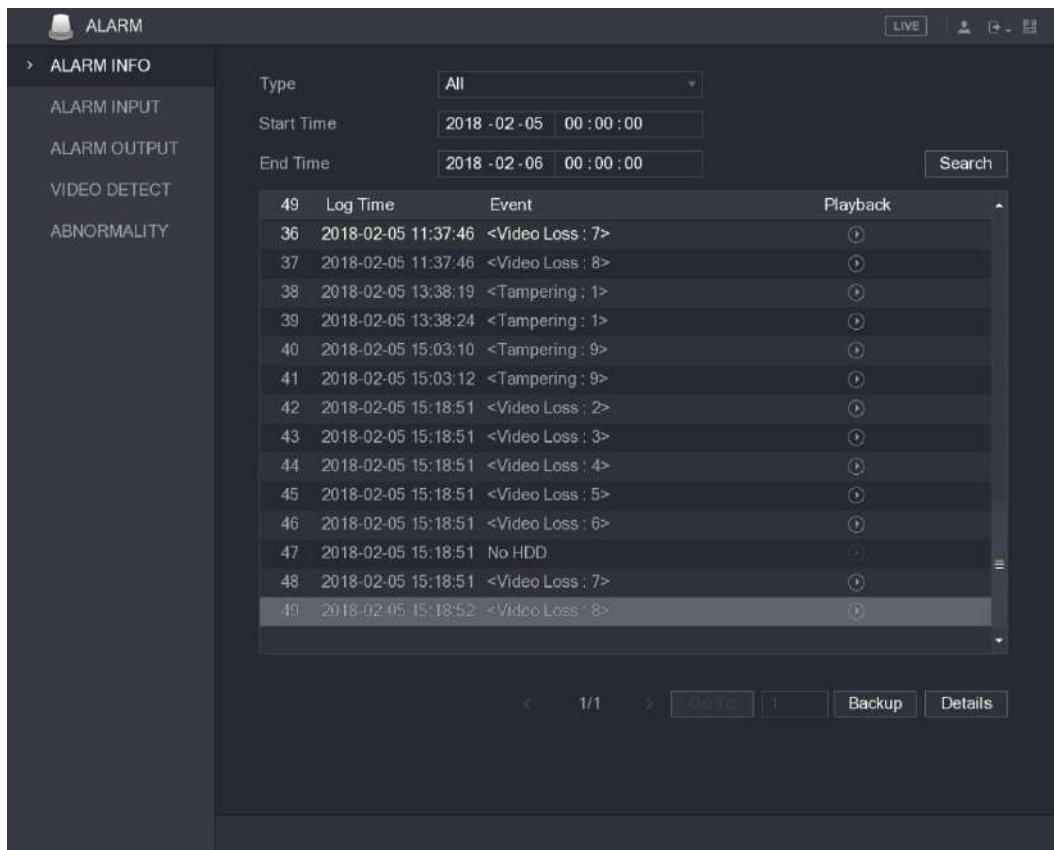 ALARM
LIVE
> ALARM INFO
ALARM INPUT
ALARM OUTPUT
VIDEO DETECT
ABNORMALITY
Type All
Start Time 2018 - 02 - 05 00 : 00 : 00
End Time 2018 - 02 - 06 00 : 00 : 00
Search
49 Log Time Event Playback
36 2018-02-05 11:37:46 <Video Loss : 7>
37 2018-02-05 11:37:46 <Video Loss : 8>
38 2018-02-05 13:38:19 <Tampering : 1>
39 2018-02-05 13:38:24 <Tampering : 1>
40 2018-02-05 15:03:10 <Tampering : 9>
41 2018-02-05 15:03:12 <Tampering : 9>
42 2018-02-05 15:18:51 <Video Loss : 2>
43 2018-02-05 15:18:51 <Video Loss : 3>
44 2018-02-05 15:18:51 <Video Loss : 4>
45 2018-02-05 15:18:51 <Video Loss : 5>
46 2018-02-05 15:18:51 <Video Loss : 6>
47 2018-02-05 15:18:51 No HDD
48 2018-02-05 15:18:51 <Video Loss : 7>
49 2018-02-05 15:18:52 <Video Loss : 8>
< 1/1 > Go To 1 Backup Details